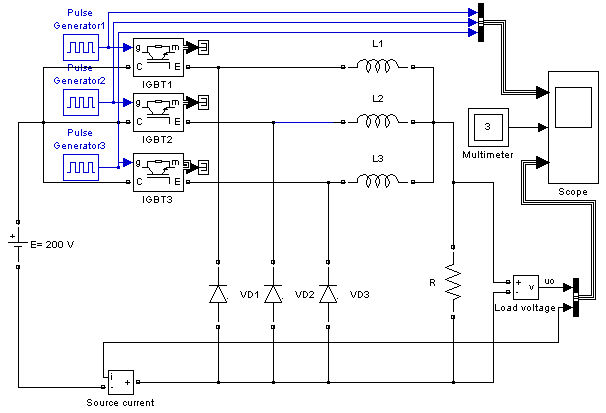 Pulse
Generator1
g
m
C
E
IGBT1
L1
Pulse
Generator2
g
m
C
E
IGBT2
L2
Pulse
Generator3
g
m
C
E
IGBT3
L3
3
Multimeter
Scope
+
E= 200 V
VD1
VD2
VD3
R
+
-
v
uo
Load voltage
i
-
+
Source current